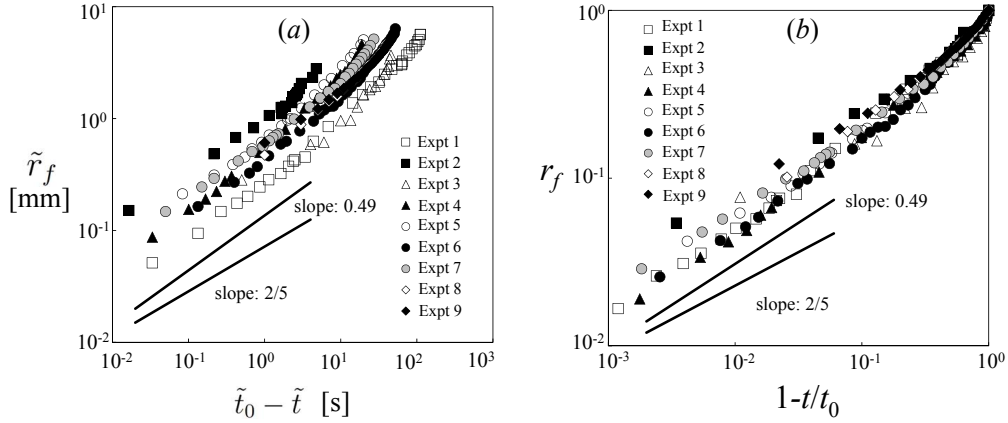 (a)
10^1
10^0
10^-1
10^-2
r̃_f
[mm]
Expt 1
Expt 2
Expt 3
Expt 4
Expt 5
Expt 6
Expt 7
Expt 8
Expt 9
slope: 0.49
slope: 2/5
10^-2
10^-1
10^0
10^1
10^2
10^3
t̃_0 − t̃ [s]
(b)
10^0
10^-1
10^-2
r_f
Expt 1
Expt 2
Expt 3
Expt 4
Expt 5
Expt 6
Expt 7
Expt 8
Expt 9
slope: 0.49
slope: 2/5
10^-3
10^-2
10^-1
10^0
1-t/t_0